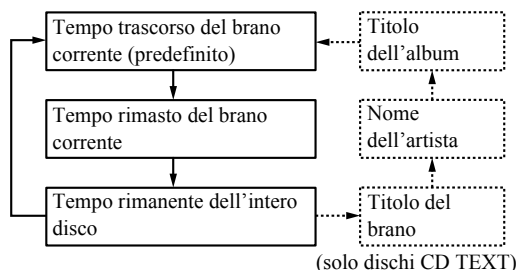 Tempo trascorso del brano
corrente (predefinito)
Tempo rimasto del brano
corrente
Tempo rimanente dell'intero
disco
Titolo
dell'album
Nome
dell'artista
Titolo del
brano
(solo dischi CD TEXT)